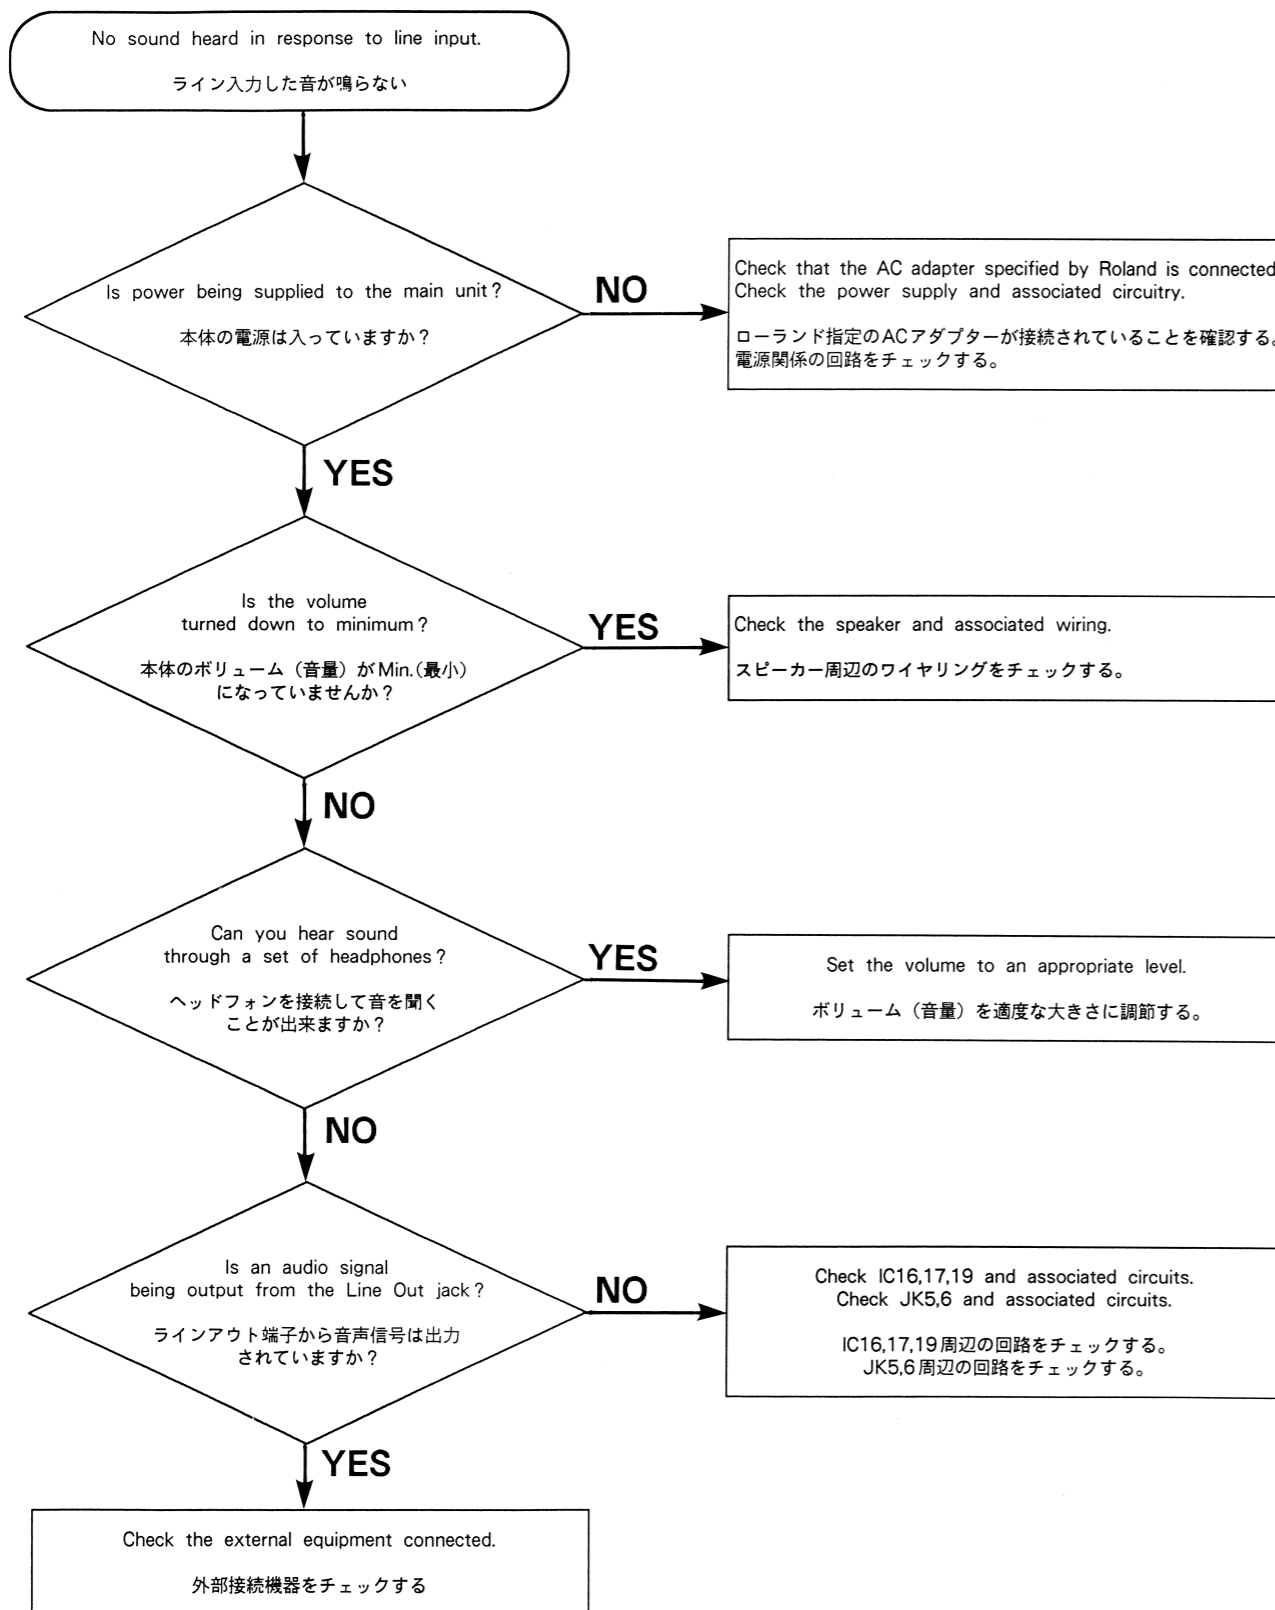 No sound heard in response to line input.
ライン入力した音が鳴らない
Is power being supplied to the main unit?
本体の電源は入っていますか？
NO
Check that the AC adapter specified by Roland is connected
Check the power supply and associated circuitry.
ローランド指定のACアダプターが接続されていることを確認する。
電源関係の回路をチェックする。
YES
Is the volume
turned down to minimum?
本体のボリューム（音量）がMin.(最小)
になっていませんか？
YES
Check the speaker and associated wiring.
スピーカー周辺のワイヤリングをチェックする。
NO
Can you hear sound
through a set of headphones?
ヘッドフォンを接続して音を聞く
ことが出来ますか？
YES
Set the volume to an appropriate level.
ボリューム（音量）を適度な大きさに調節する。
NO
Is an audio signal
being output from the Line Out jack?
ラインアウト端子から音声信号は出力
されていますか？
NO
Check IC16,17,19 and associated circuits.
Check JK5,6 and associated circuits.
IC16,17,19周辺の回路をチェックする。
JK5,6周辺の回路をチェックする。
YES
Check the external equipment connected.
外部接続機器をチェックする